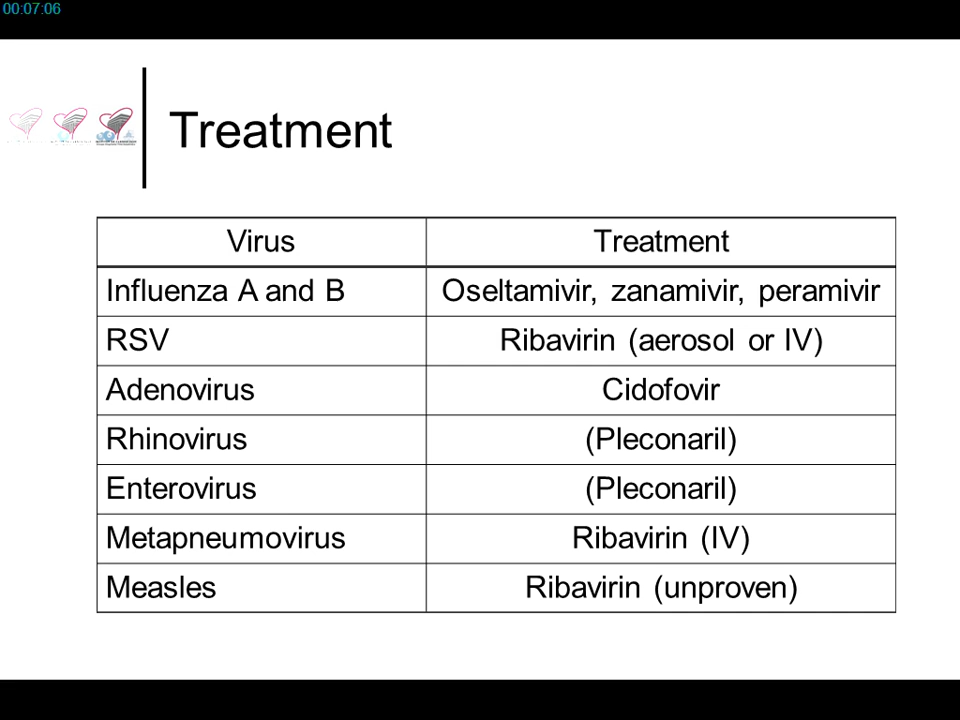 00:07:06
Treatment
Virus Treatment
Influenza A and B Oseltamivir, zanamivir, peramivir
RSV Ribavirin (aerosol or IV)
Adenovirus Cidofovir
Rhinovirus (Pleconaril)
Enterovirus (Pleconaril)
Metapneumovirus Ribavirin (IV)
Measles Ribavirin (unproven)